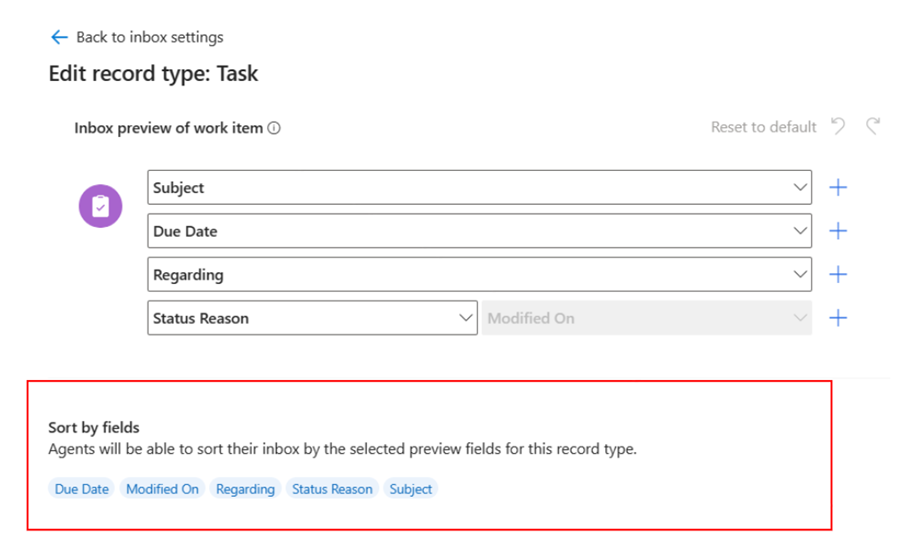 Back to inbox settings
Edit record type: Task
Inbox preview of work item
Reset to default
Subject
Due Date
Regarding
Status Reason Modified On
Sort by fields
Agents will be able to sort their inbox by the selected preview fields for this record type.
Due Date Modified On Regarding Status Reason Subject